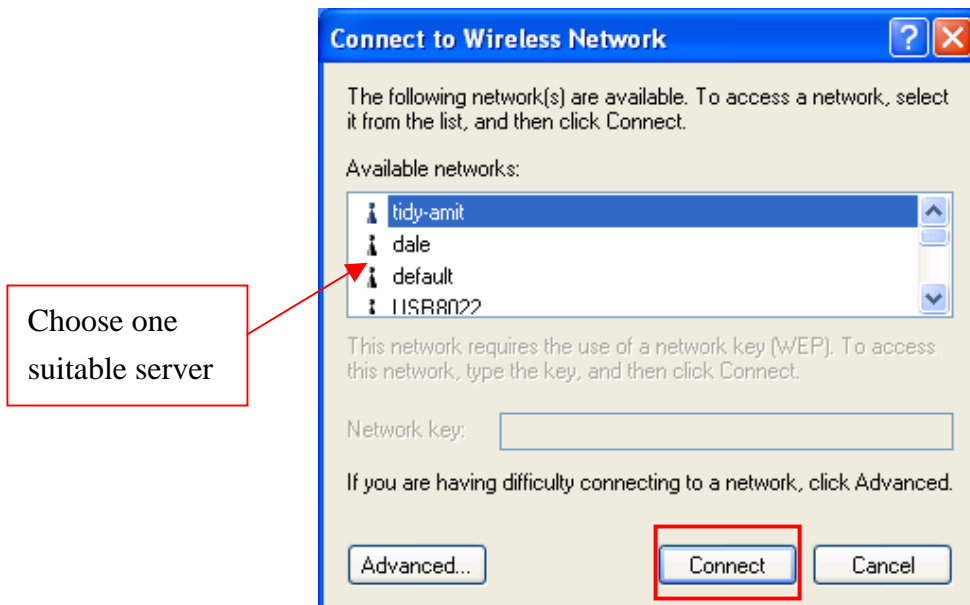 Connect to Wireless Network
The following network(s) are available. To access a network, select
it from the list, and then click Connect.
Available networks:
tidy-amit
dale
default
USB8022
Choose one
suitable server
This network requires the use of a network key (WEP). To access
this network, type the key, and then click Connect.
Network key:
If you are having difficulty connecting to a network, click Advanced.
Advanced... Connect Cancel